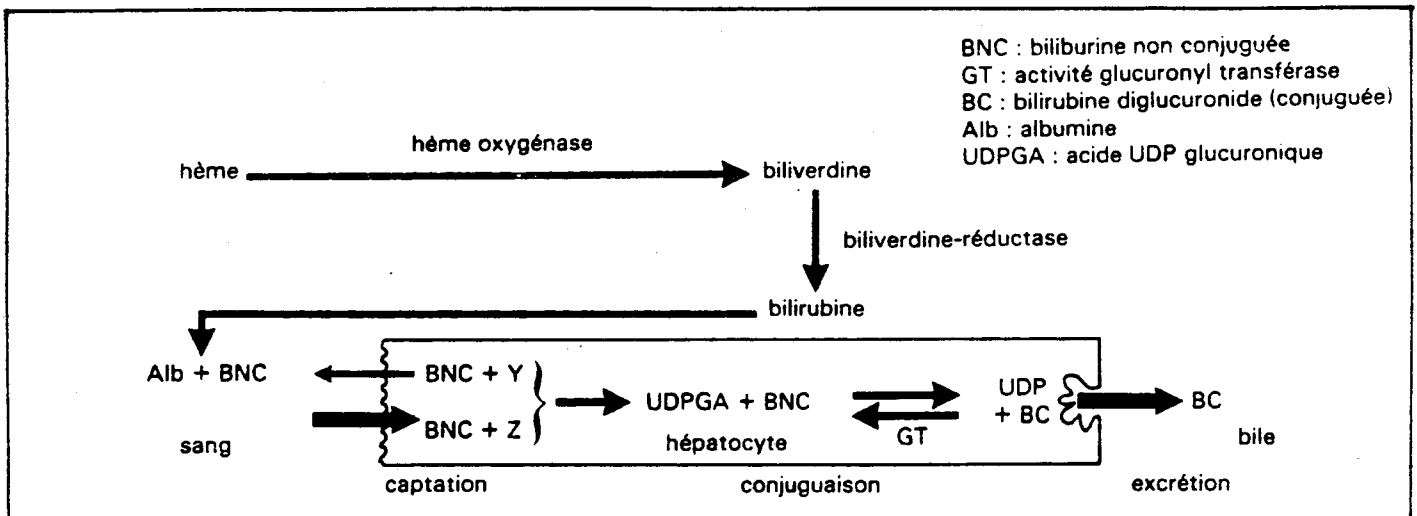 BNC : biliburine non conjuguée
GT : activité glucuronyl transférase
BC : bilirubine diglucuronide (conjuguée)
Alb : albumine
UDPGA : acide UDP glucuronique
hème oxygénase
hème
biliverdine
biliverdine-réductase
bilirubine
Alb + BNC
BNC + Y
BNC + Z
UDPGA + BNC
UDP
+ BC
BC
GT
sang
hépatocyte
bile
captation
conjuguaison
excrétion